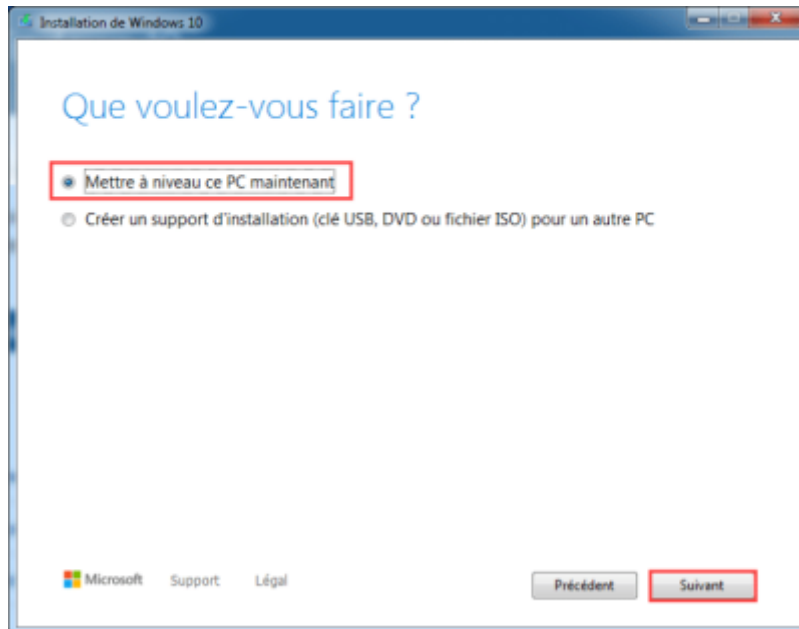 Installation de Windows 10
Que voulez-vous faire ?
Mettre à niveau ce PC maintenant
Créer un support d'installation (clé USB, DVD ou fichier ISO) pour un autre PC
Microsoft Support Légal Précédent Suivant